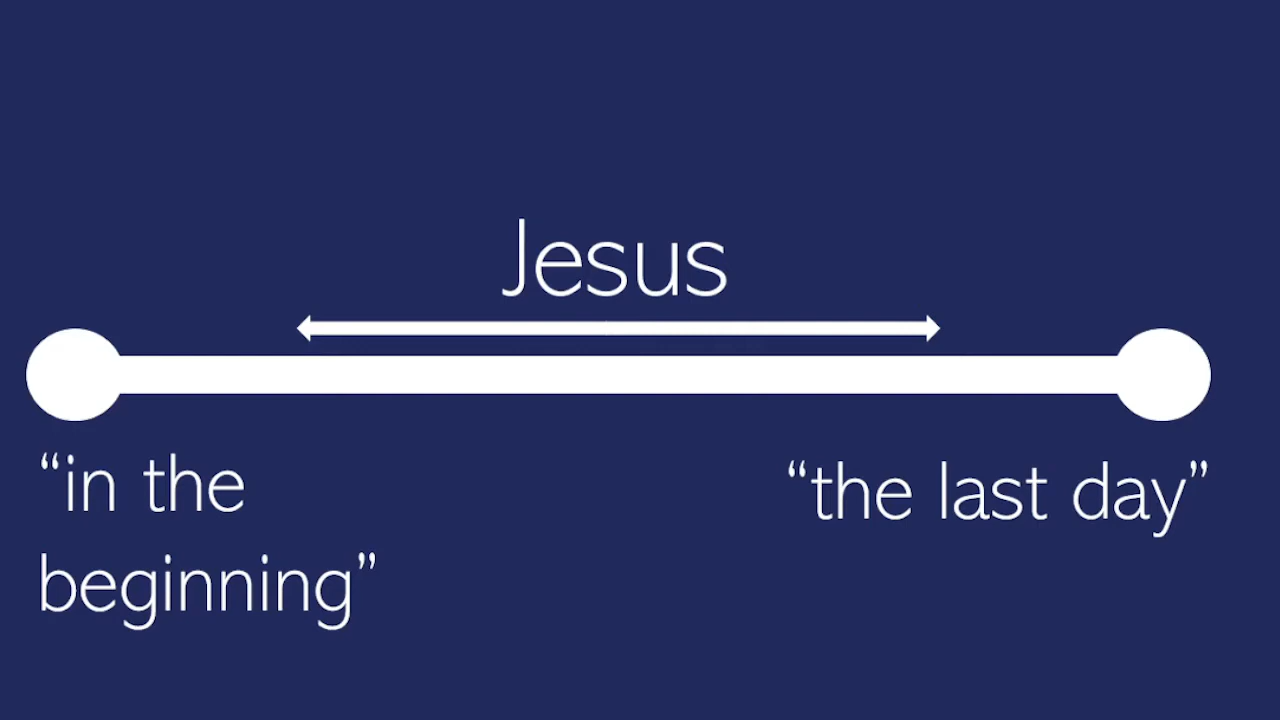 Jesus
“in the
beginning”
“the last day”